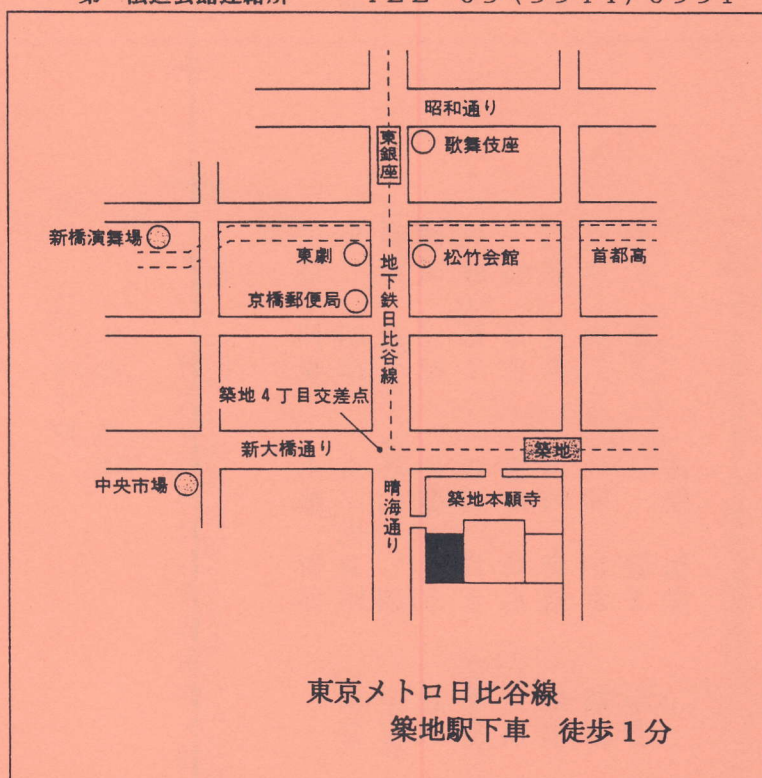 昭和通り
東銀座
歌舞伎座
新橋演舞場
東劇
地下鉄日比谷線
松竹会館
首都高
京橋郵便局
築地4丁目交差点
新大橋通り
築地
中央市場
晴海通り
築地本願寺
東京メトロ日比谷線
築地駅下車　徒歩1分